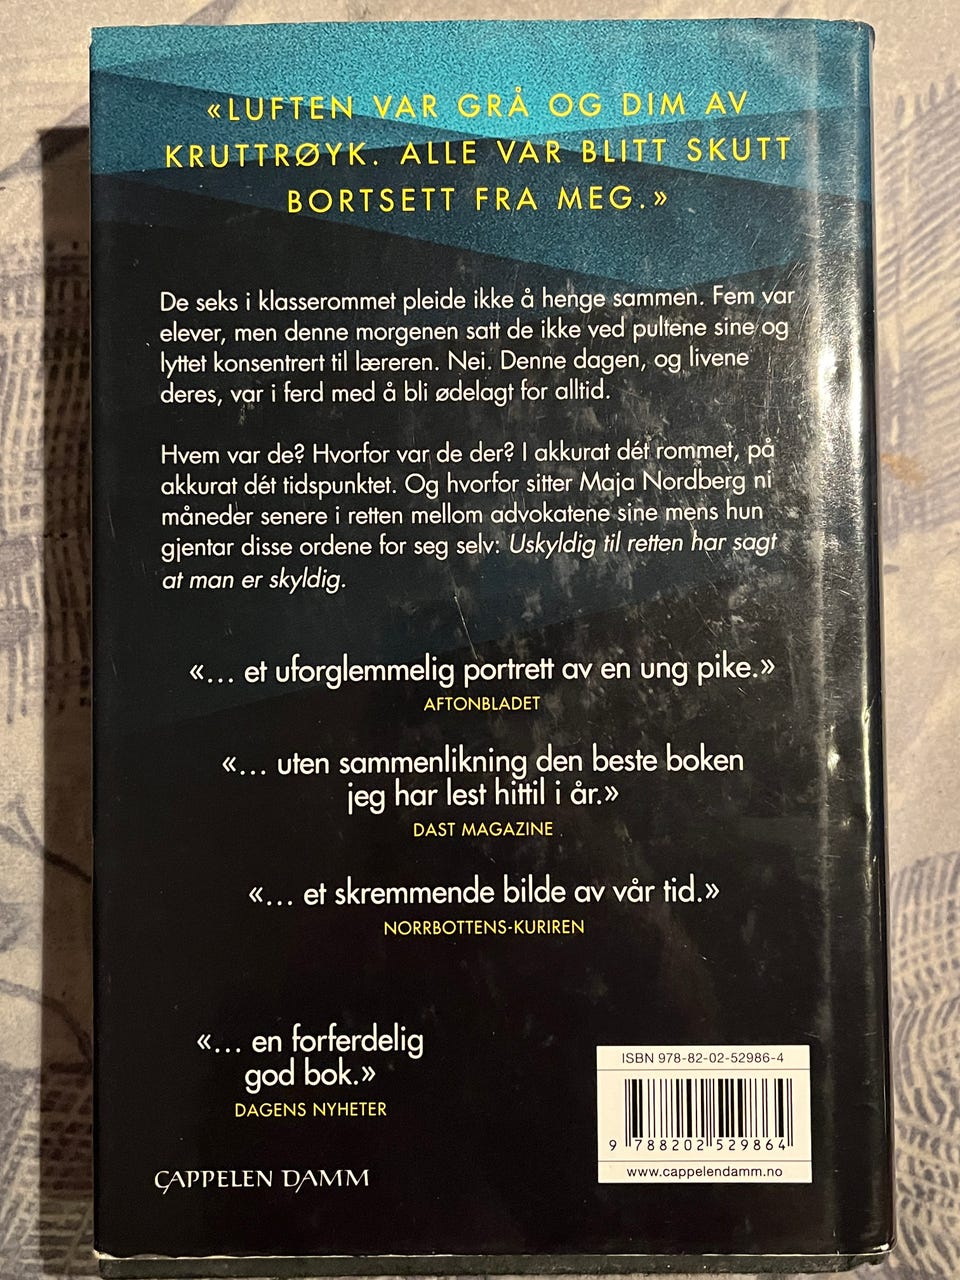 «LUFTEN VAR GRÅ OG DIM AV
KRUTTRØYK. ALLE VAR BLITT SKUTT
BORTSETT FRA MEG.»
De seks i klasserommet pleide ikke å henge sammen. Fem var
elever, men denne morgenen satt de ikke ved pultene sine og
lyttet konsentrert til læreren. Nei. Denne dagen, og livene
deres, var i ferd med å bli ødelagt for alltid.
Hvem var de? Hvorfor var de der? I akkurat dét rommet, på
akkurat dét tidspunktet. Og hvorfor sitter Maja Nordberg ni
måneder senere i retten mellom advokatene sine mens hun
gjentar disse ordene for seg selv: Uskyldig til retten har sagt
at man er skyldig.
«... et uforglemmelig portrett av en ung pike.»
AFTONBLADET
«... uten sammenlikning den beste boken
jeg har lest hittil i år.»
DAST MAGAZINE
«... et skremmende bilde av vår tid.»
NORRBOTTENS-KURIREN
«... en forferdelig
god bok.»
DAGENS NYHETER
CAPPELEN DAMM
ISBN 978-82-02-52986-4
9 788202 529864
www.cappelendamm.no